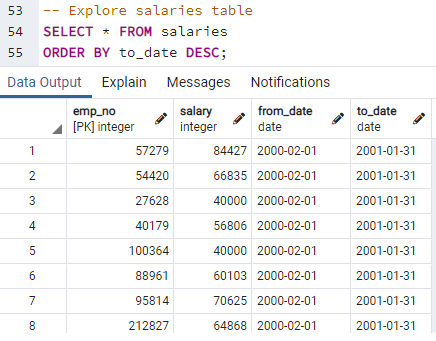 53 -- Explore salaries table
54 SELECT * FROM salaries
55 ORDER BY to_date DESC;
Data Output Explain Messages Notifications
emp_no salary from_date to_date
[PK] integer integer date date
1 57279 84427 2000-02-01 2001-01-31
2 54420 66835 2000-02-01 2001-01-31
3 27628 40000 2000-02-01 2001-01-31
4 40179 56806 2000-02-01 2001-01-31
5 100364 40000 2000-02-01 2001-01-31
6 88961 60103 2000-02-01 2001-01-31
7 95814 70625 2000-02-01 2001-01-31
8 212827 64868 2000-02-01 2001-01-31